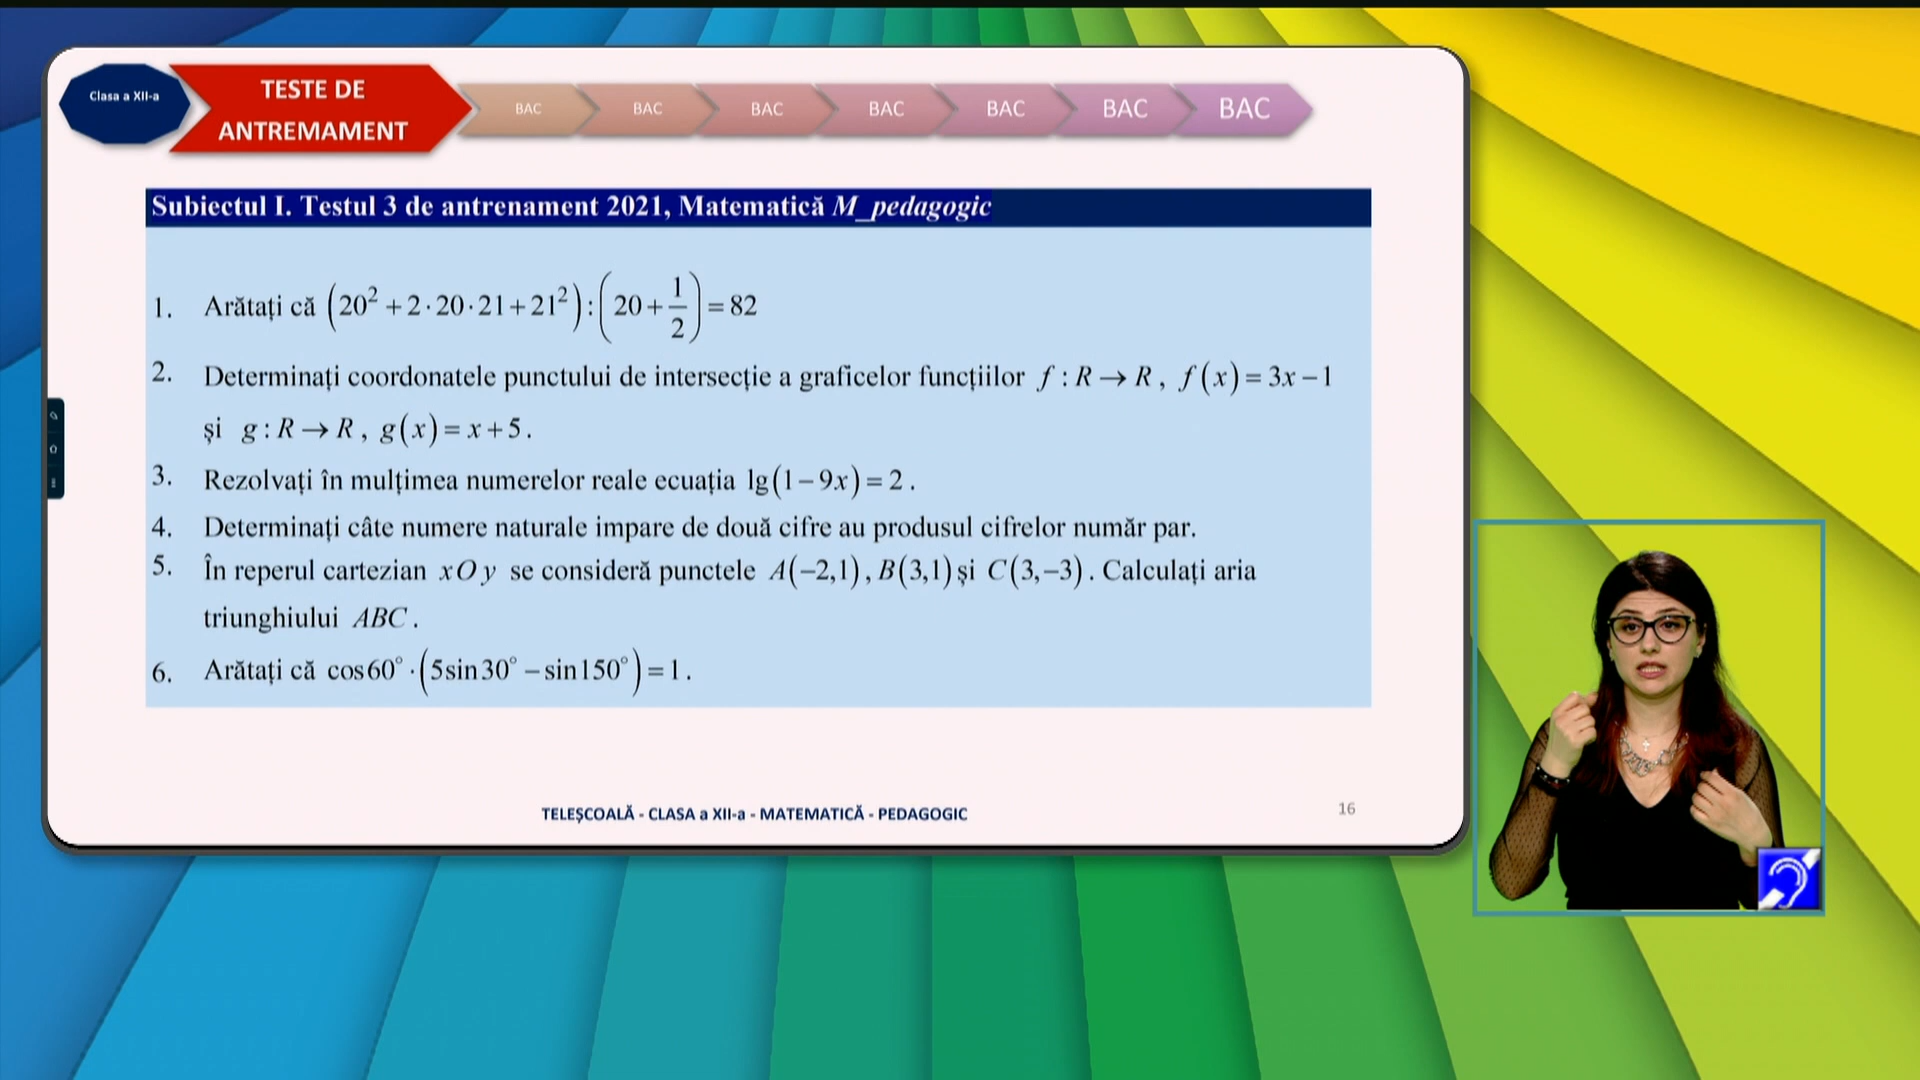 Clasa a XII-a
TESTE DE
ANTREMAMENT
BAC BAC BAC BAC BAC BAC BAC
Subiectul I. Testul 3 de antrenament 2021, Matematică M_pedagogic
1. Arătați că (20² + 2·20·21 + 21²) : (20 + 1/2) = 82
2. Determinați coordonatele punctului de intersecție a graficelor funcțiilor f : R → R, f(x) = 3x − 1
și g : R → R, g(x) = x + 5.
3. Rezolvați în mulțimea numerelor reale ecuația lg(1 − 9x) = 2.
4. Determinați câte numere naturale impare de două cifre au produsul cifrelor număr par.
5. În reperul cartezian xOy se consideră punctele A(−2,1), B(3,1) și C(3,−3). Calculați aria
triunghiului ABC.
6. Arătați că cos60° · (5sin30° − sin150°) = 1.
TELEȘCOALĂ - CLASA a XII-a - MATEMATICĂ - PEDAGOGIC
16